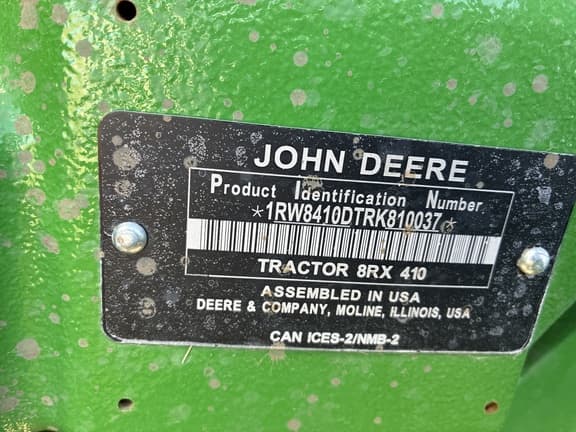 JOHN DEERE
Product Identification Number
*1RW8410DTRK810037*
TRACTOR 8RX 410
ASSEMBLED IN USA
DEERE & COMPANY, MOLINE, ILLINOIS, USA
CAN ICES-2/NMB-2